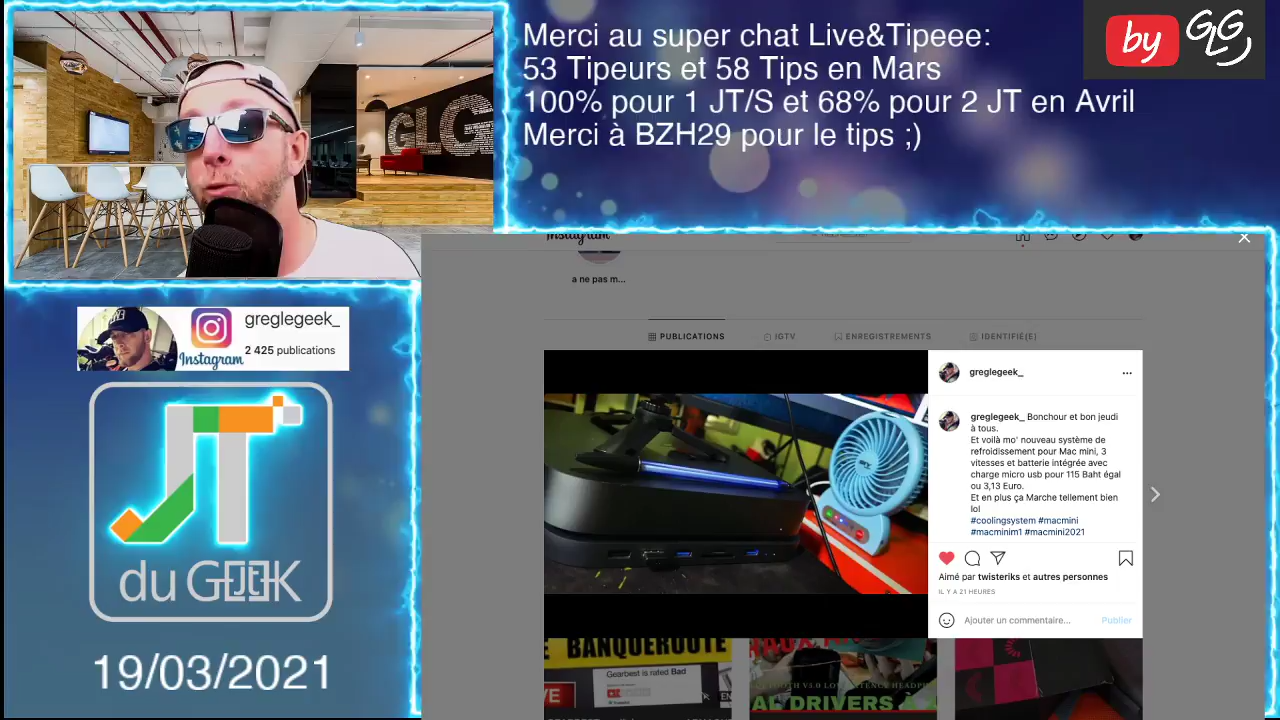 Merci au super chat Live&Tipeee:
53 Tipeurs et 58 Tips en Mars
100% pour 1 JT/S et 68% pour 2 JT en Avril
Merci à BZH29 pour le tips ;)
by GLG
GLG
greglegeek_
Instagram
2 425 publications
JT
du GEEK
19/03/2021
Instagram
a ne pas m...
PUBLICATIONS
IGTV
ENREGISTREMENTS
IDENTIFIÉ(E)
greglegeek_
greglegeek_ Bonchour et bon jeudi
à tous.
Et voilà mo' nouveau système de
refroidissement pour Mac mini, 3
vitesses et batterie intégrée avec
charge micro usb pour 115 Baht égal
ou 3,13 Euro.
Et en plus ça Marche tellement bien
lol
#coolingsystem #macmini
#macminim1 #macmini2021
Aimé par twisteriks et autres personnes
IL Y A 21 HEURES
Ajouter un commentaire...
Publier
BANQUEROUTE
Gearbest is rated Bad